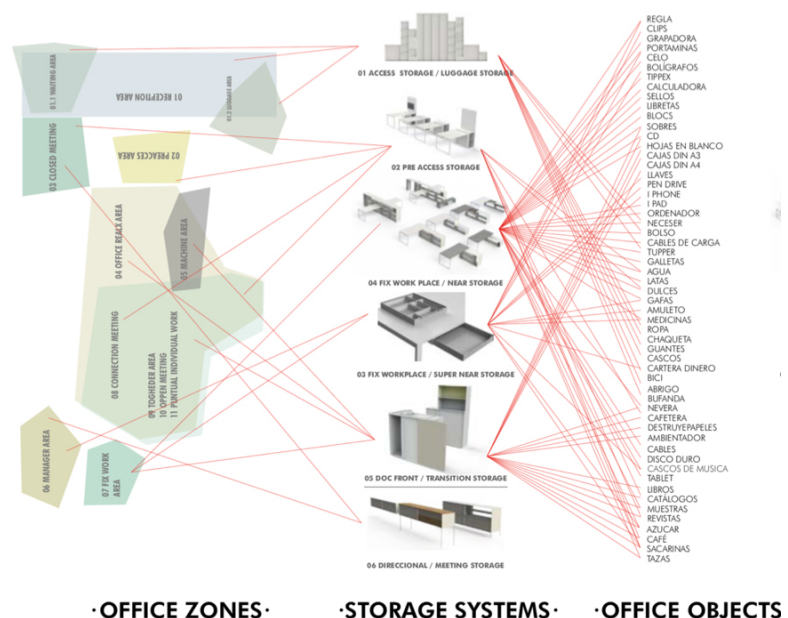 01.1 WAITING AREA
01 RECEPTION AREA
01.2 LUGGAGE AREA
03 CLOSED MEETING
02 PREACCES AREA
04 OFFICE REALX AREA
05 MACHINE AREA
08 CONNECTION MEETING
09 TOGHEDER AREA
10 OPPEN MEETING
11 PUNTUAL INDIVIDUAL WORK
06 MANAGER AREA
07 FIX WORK
AREA
01 ACCESS STORAGE / LUGGAGE STORAGE
02 PRE ACCESS STORAGE
04 FIX WORK PLACE / NEAR STORAGE
03 FIX WORKPLACE / SUPER NEAR STORAGE
05 DOC FRONT / TRANSITION STORAGE
06 DIRECCIONAL / MEETING STORAGE
REGLA
CLIPS
GRAPADORA
PORTAMINAS
CELO
BOLÍGRAFOS
TIPPEX
CALCULADORA
SELLOS
LIBRETAS
BLOCS
SOBRES
CD
HOJAS EN BLANCO
CAJAS DIN A3
CAJAS DIN A4
LLAVES
PEN DRIVE
I PHONE
I PAD
ORDENADOR
NECESER
BOLSO
CABLES DE CARGA
TUPPER
GALLETAS
AGUA
LATAS
DULCES
GAFAS
AMULETO
MEDICINAS
ROPA
CHAQUETA
GUANTES
CASCOS
CARTERA DINERO
BICI
ABRIGO
BUFANDA
NEVERA
CAFETERA
DESTRUYEPAPELES
AMBIENTADOR
CABLES
DISCO DURO
CASCOS DE MUSICA
TABLET
LIBROS
CATÁLOGOS
MUESTRAS
REVISTAS
AZUCAR
CAFÉ
SACARINAS
TAZAS
·OFFICE ZONES·
·STORAGE SYSTEMS·
·OFFICE OBJECTS